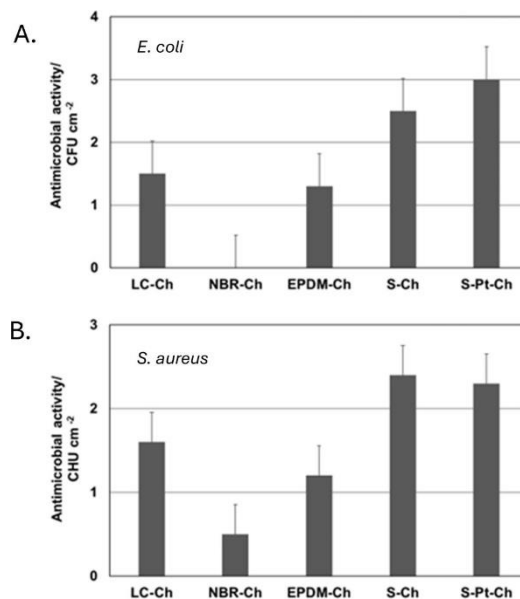 A.
E. coli
Antimicrobial activity/
CFU cm⁻²
4
3
2
1
0
LC-Ch NBR-Ch EPDM-Ch S-Ch S-Pt-Ch
B.
S. aureus
Antimicrobial activity/
CHU cm⁻²
3
2
1
0
LC-Ch NBR-Ch EPDM-Ch S-Ch S-Pt-Ch